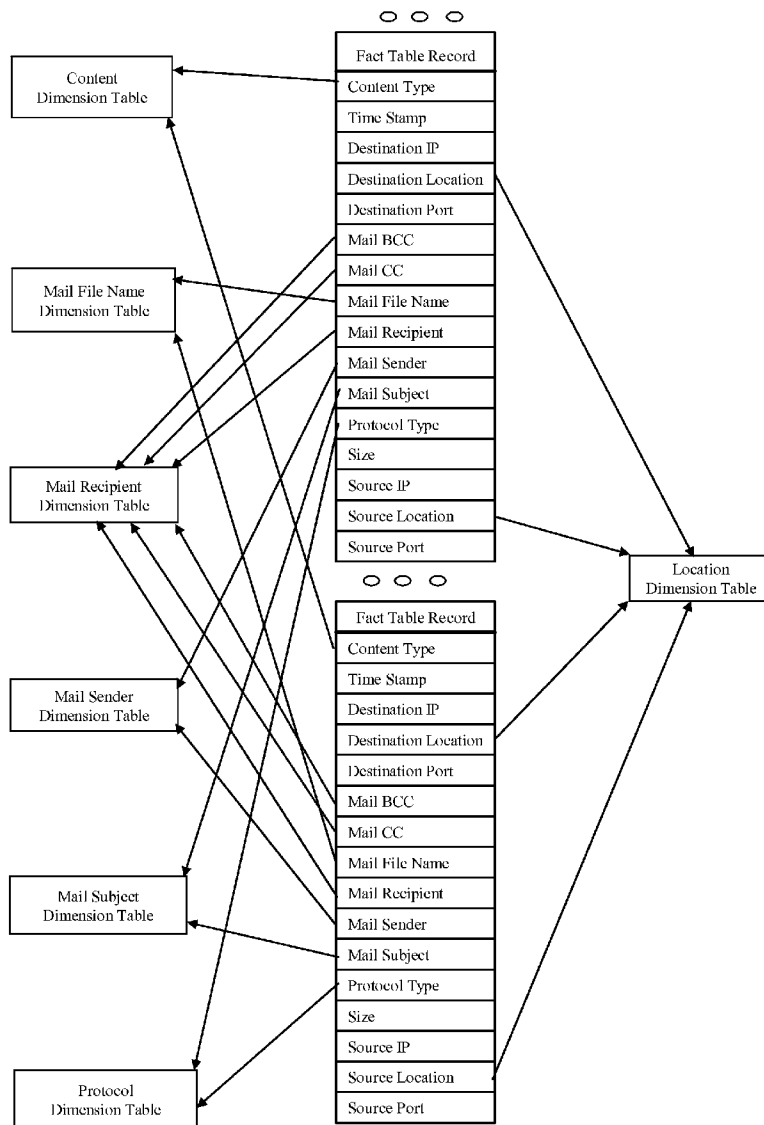 Content
Dimension Table
Mail File Name
Dimension Table
Mail Recipient
Dimension Table
Mail Sender
Dimension Table
Mail Subject
Dimension Table
Protocol
Dimension Table
Fact Table Record
Content Type
Time Stamp
Destination IP
Destination Location
Destination Port
Mail BCC
Mail CC
Mail File Name
Mail Recipient
Mail Sender
Mail Subject
Protocol Type
Size
Source IP
Source Location
Source Port
Fact Table Record
Content Type
Time Stamp
Destination IP
Destination Location
Destination Port
Mail BCC
Mail CC
Mail File Name
Mail Recipient
Mail Sender
Mail Subject
Protocol Type
Size
Source IP
Source Location
Source Port
Location
Dimension Table